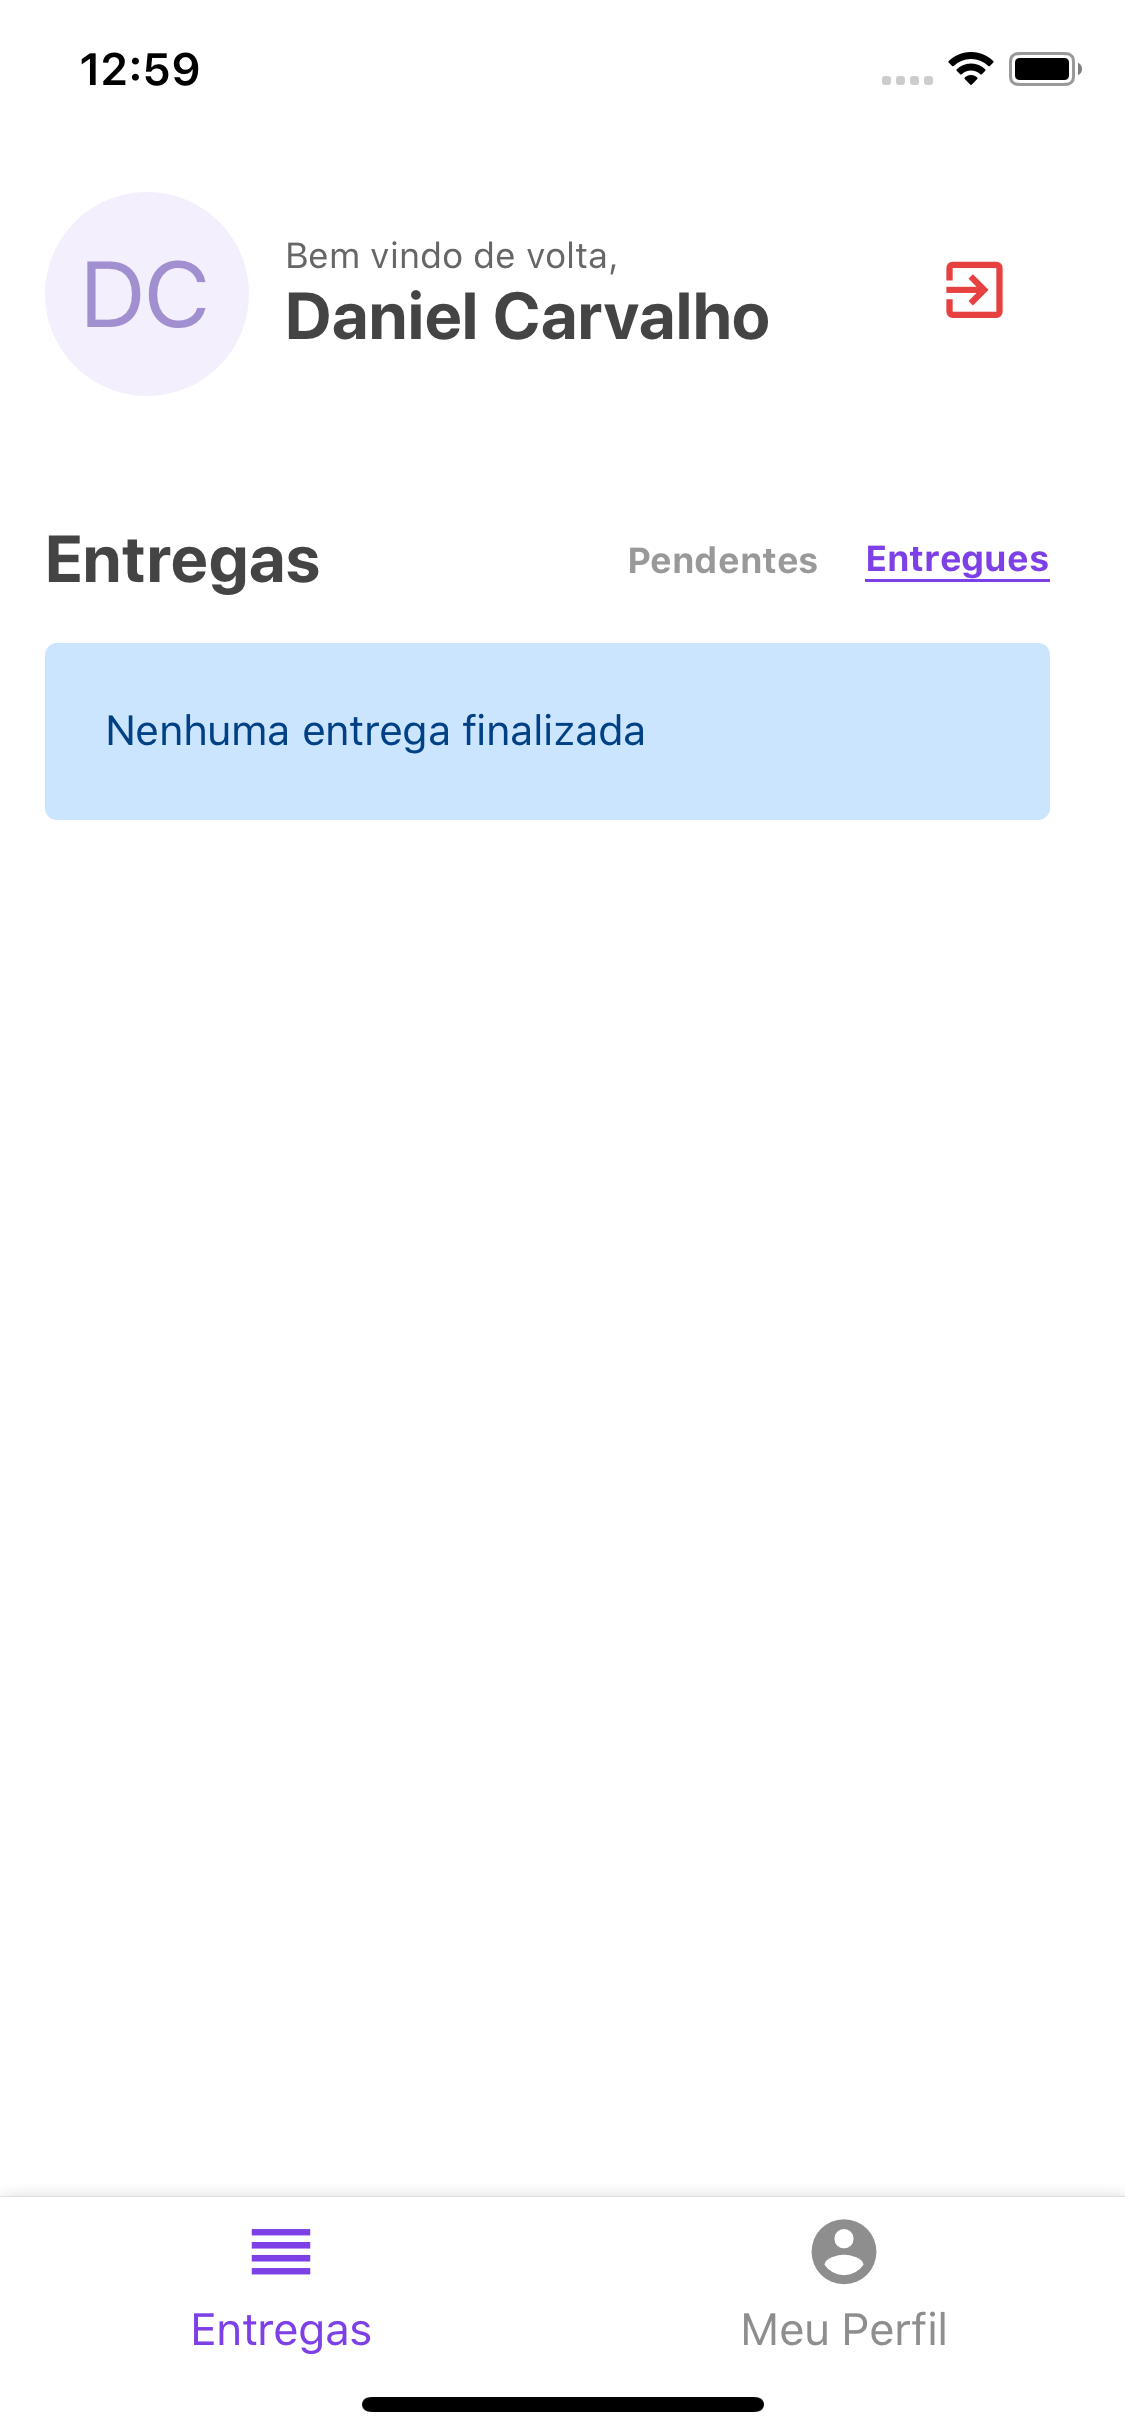 12:59
DC
Bem vindo de volta,
Daniel Carvalho
Entregas
Pendentes
Entregues
Nenhuma entrega finalizada
Entregas
Meu Perfil